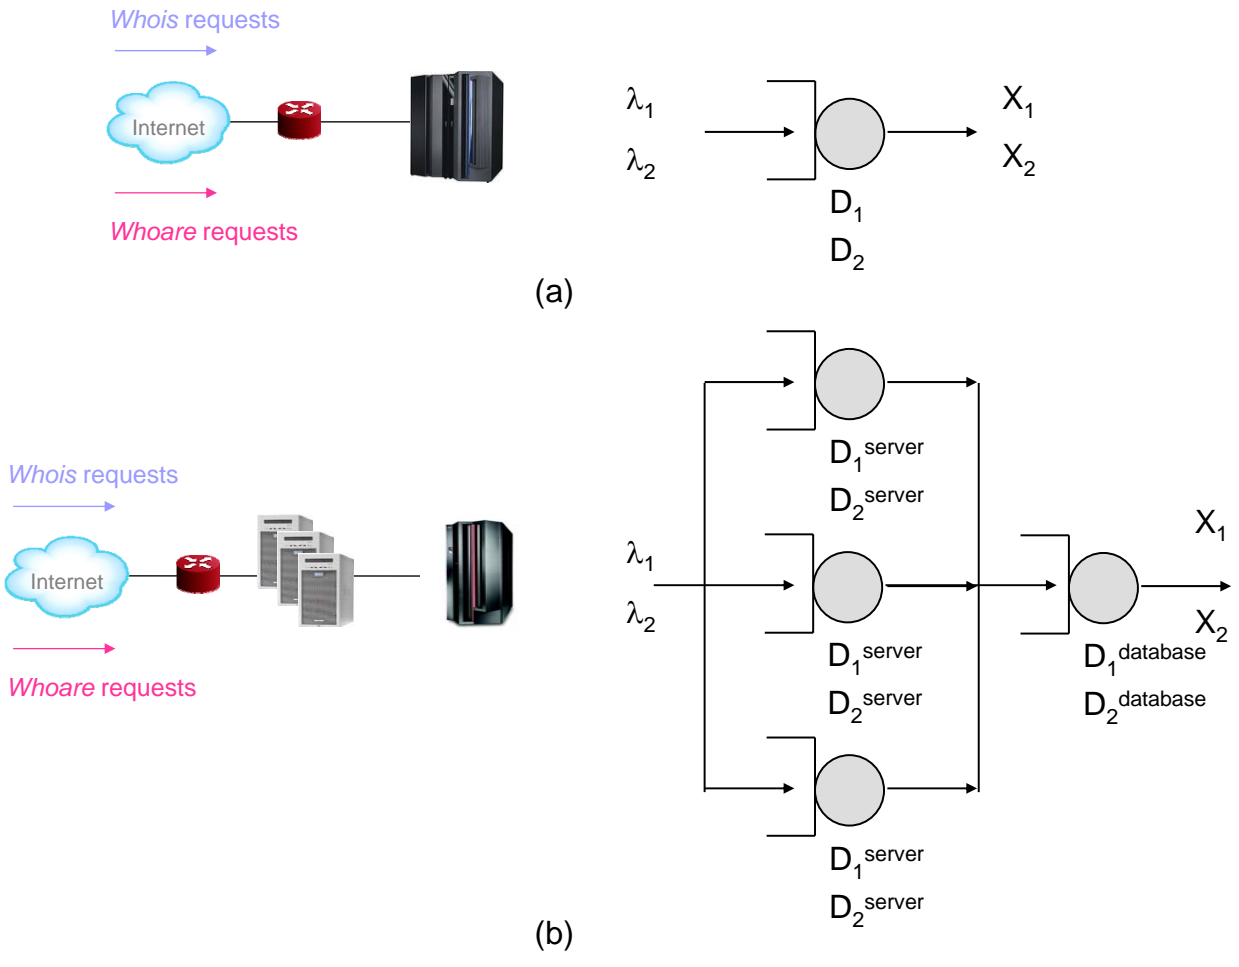 Whois requests
Internet
Whoare requests
λ1
λ2
D1
D2
X1
X2
(a)
Whois requests
Internet
Whoare requests
λ1
λ2
D1server
D2server
D1server
D2server
D1server
D2server
X1
X2
D1database
D2database
(b)